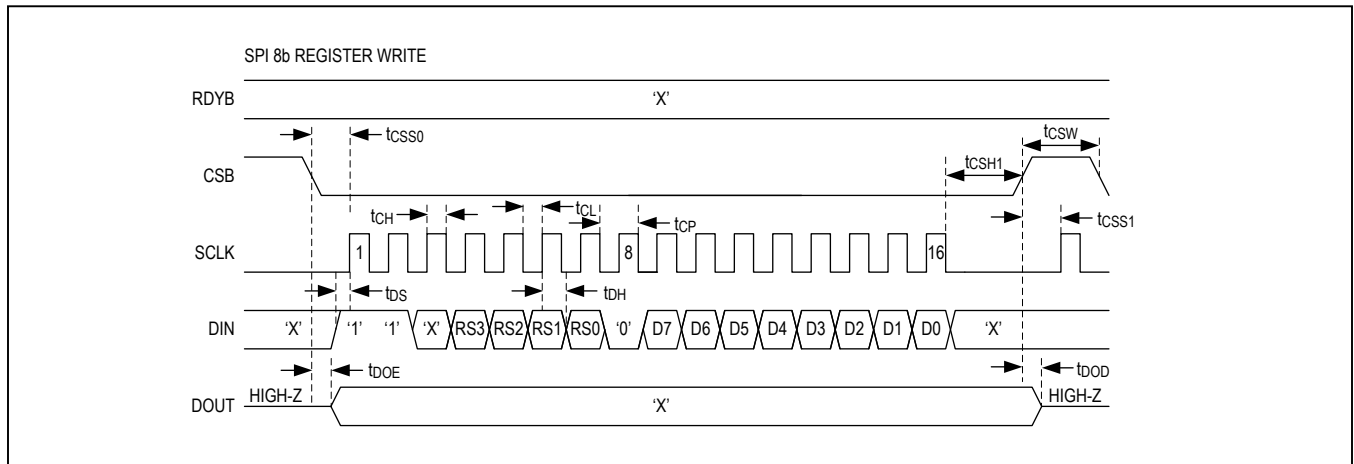 SPI 8b REGISTER WRITE
RDYB 'X'
tCSS0 tCSW
CSB tCSH1
tCH tCL tCP tCSS1
SCLK 1 8 16
tDS tDH
DIN 'X' '1' '1' 'X' RS3 RS2 RS1 RS0 '0' D7 D6 D5 D4 D3 D2 D1 D0 'X'
tDOE tDOD
DOUT HIGH-Z 'X' HIGH-Z